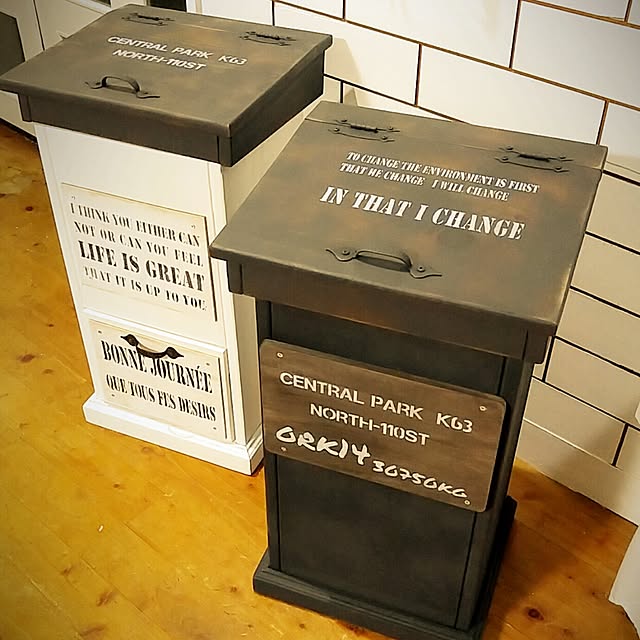 CENTRAL PARK K63
NORTH-110ST
I THINK YOU EITHER CAN
NOT OR CAN YOU FEEL
LIFE IS GREAT
THAT IT IS UP TO YOU
BONNE JOURNÉE
QUE TOUS FES DESIRS
TO CHANGE THE ENVIRONMENT IS FIRST
THAT ME CHANGE I WILL CHANGE
IN THAT I CHANGE
CENTRAL PARK K63
NORTH-110ST
ORK14 30750KG